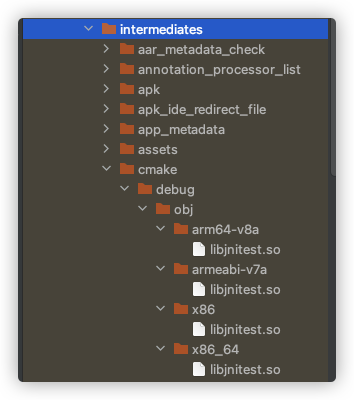 intermediates
aar_metadata_check
annotation_processor_list
apk
apk_ide_redirect_file
app_metadata
assets
cmake
debug
obj
arm64-v8a
libjnitest.so
armeabi-v7a
libjnitest.so
x86
libjnitest.so
x86_64
libjnitest.so